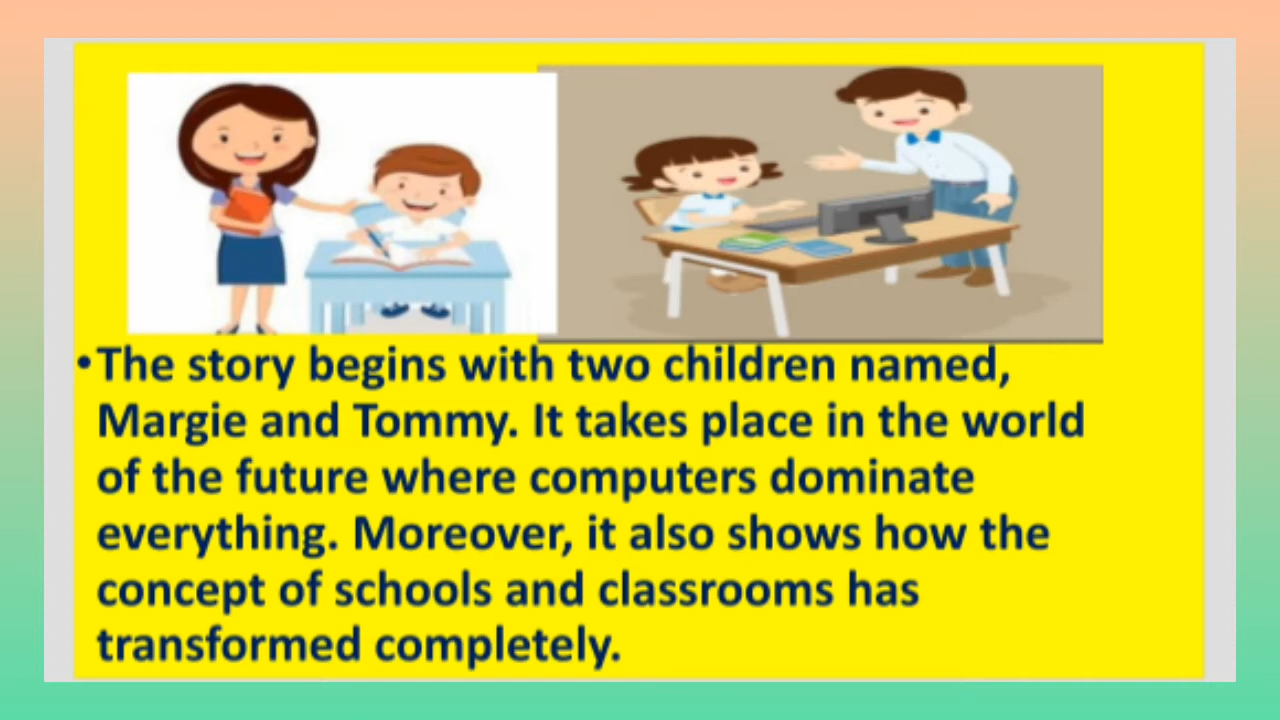 •The story begins with two children named,
Margie and Tommy. It takes place in the world
of the future where computers dominate
everything. Moreover, it also shows how the
concept of schools and classrooms has
transformed completely.